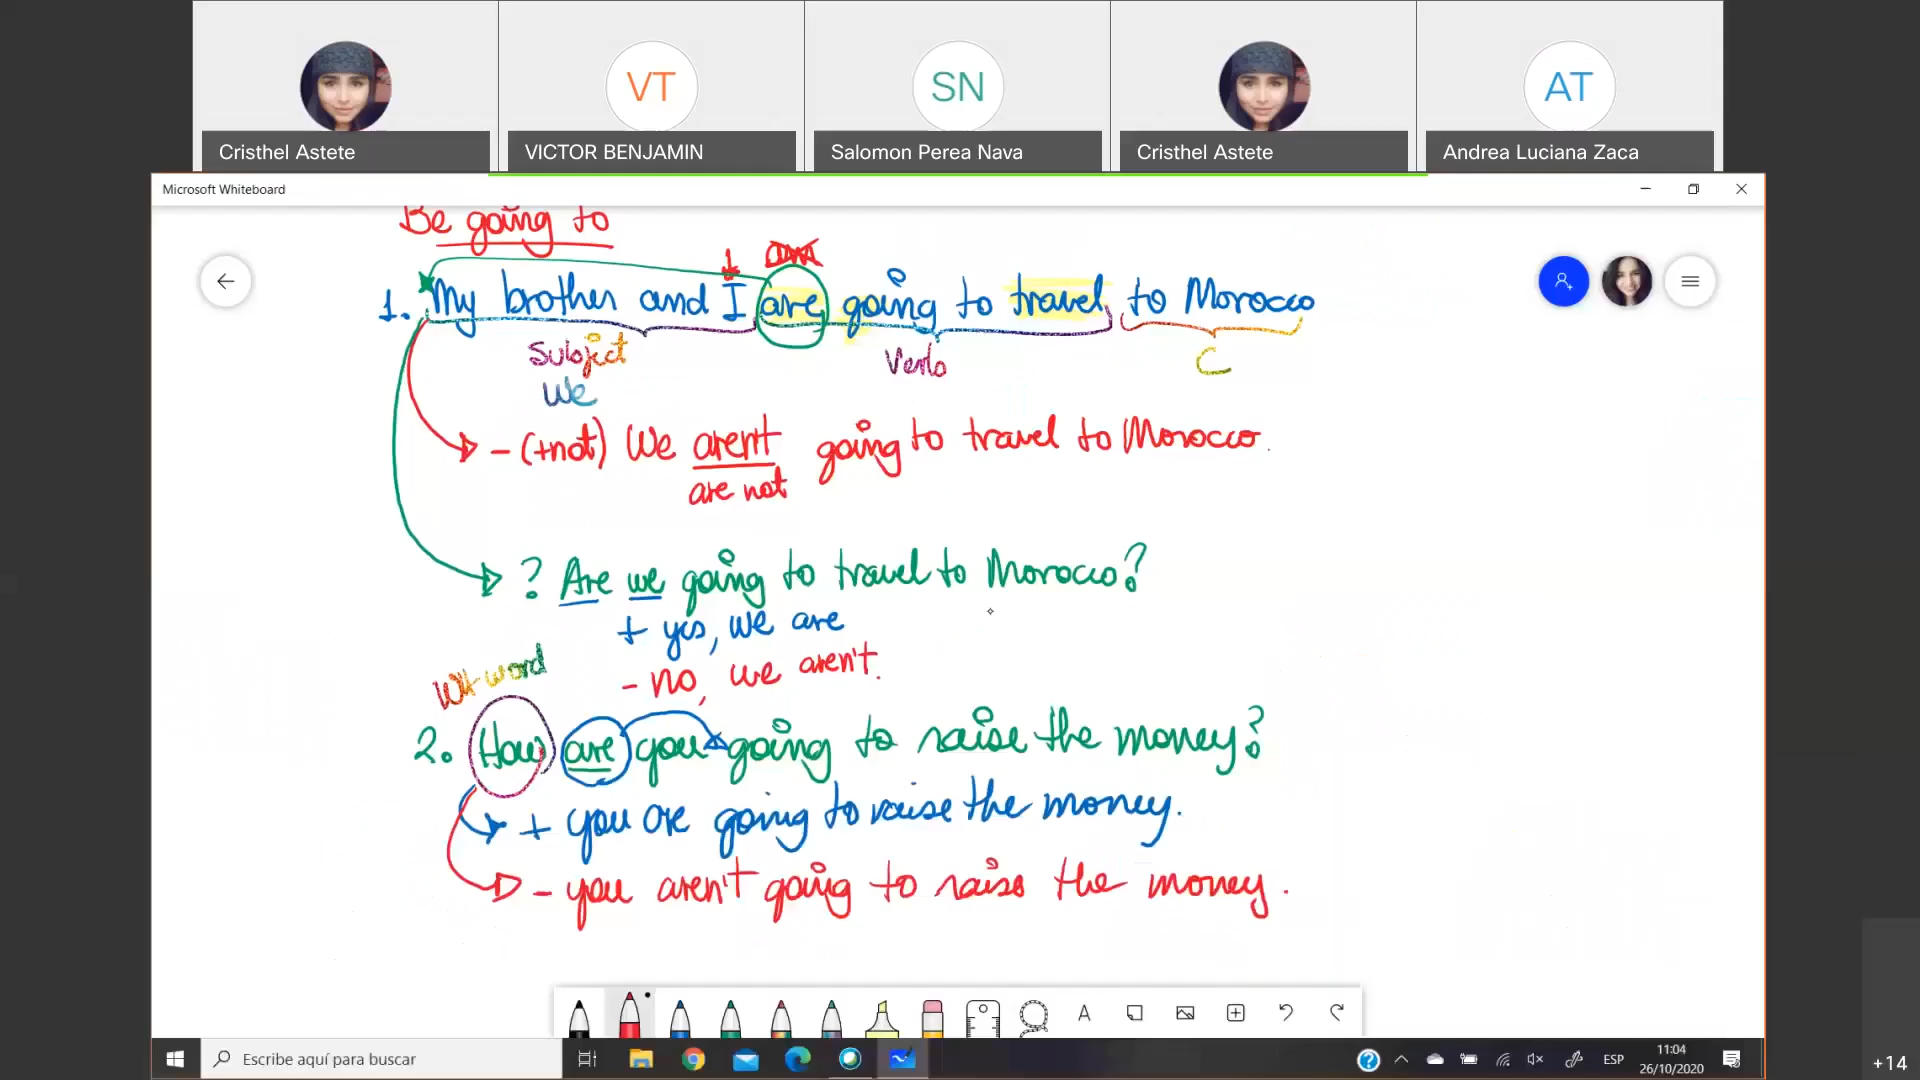 VT
SN
AT
Cristhel Astete
VICTOR BENJAMIN
Salomon Perea Nava
Cristhel Astete
Andrea Luciana Zaca
Microsoft Whiteboard
Be going to
am
1. My brother and I are going to travel to Morocco
Subject
Verb
C
We
- (+not) We aren't going to travel to Morocco.
are not
? Are we going to travel to Morocco?
+ yes, we are
- no, we aren't.
WH-word
2. How are you going to raise the money?
+ you are going to raise the money.
- you aren't going to raise the money.
A
Escribe aquí para buscar
ESP
11:04
26/10/2020
+14